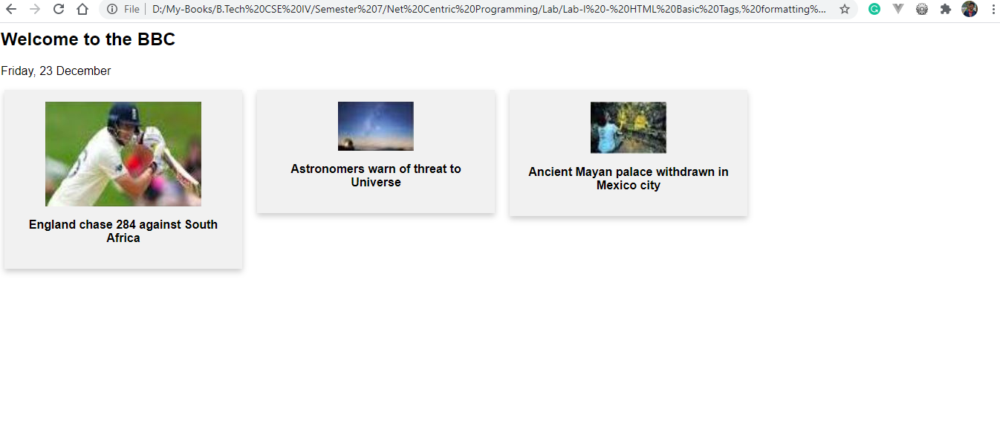 File
D:/My-Books/B.Tech%20CSE%20IV/Semester%207/Net%20Centric%20Programming/Lab/Lab-I%20-%20HTML%20Basic%20Tags,%20formatting%...
Welcome to the BBC
Friday, 23 December
England chase 284 against South
Africa
Astronomers warn of threat to
Universe
Ancient Mayan palace withdrawn in
Mexico city